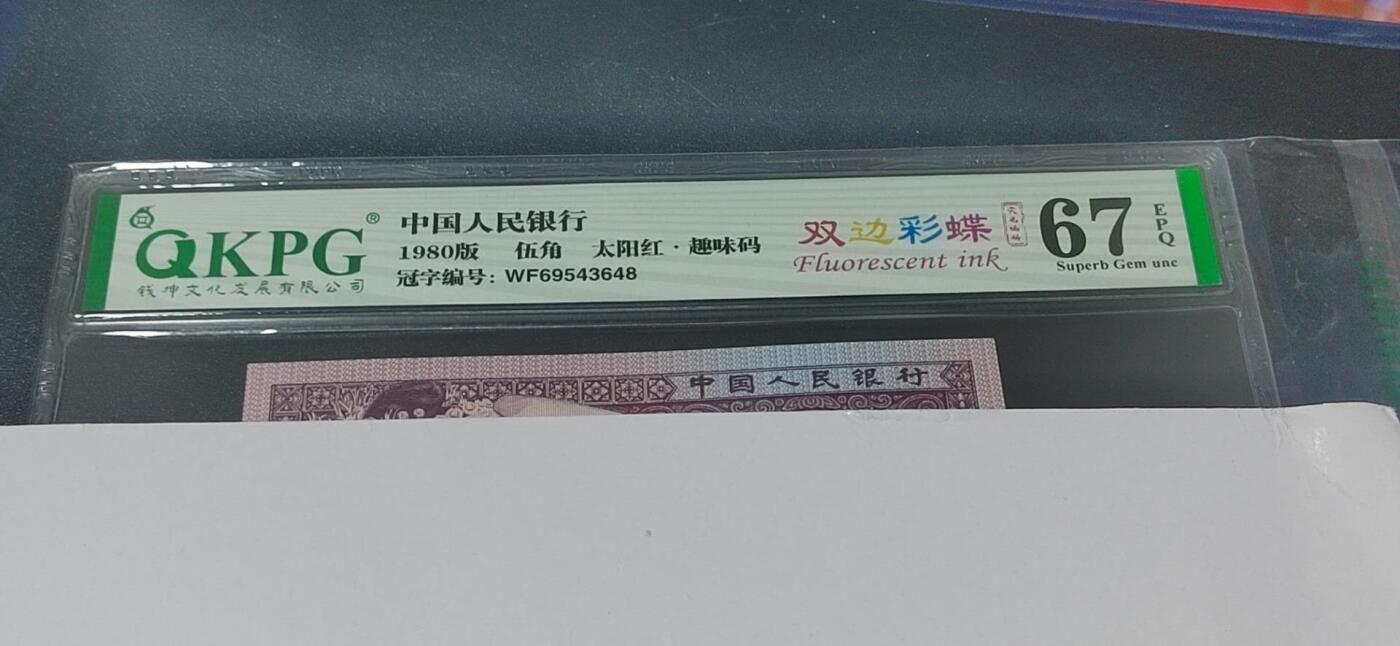 QKPG®
钱坤文化发展有限公司
中国人民银行
1980版 伍角 太阳红·趣味码
冠字编号: WF69543648
双边彩蝶
Fluorescent ink
67
EPQ
Superb Gem unc
中国人民银行